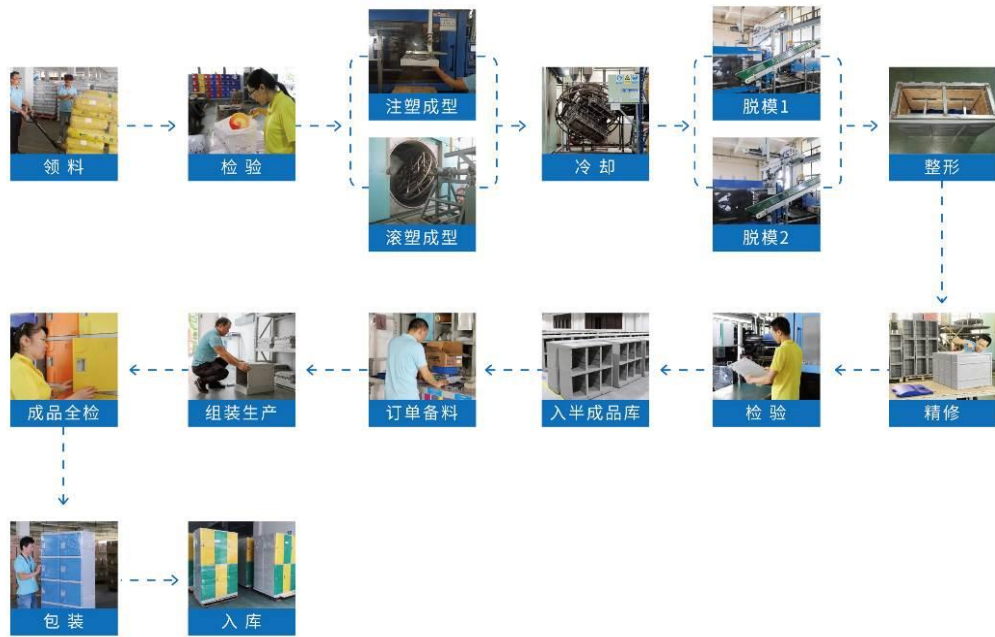 领料
检验
注塑成型
滚塑成型
冷却
脱模1
脱模2
整形
精修
检验
入半成品库
订单备料
组装生产
成品全检
包装
入库